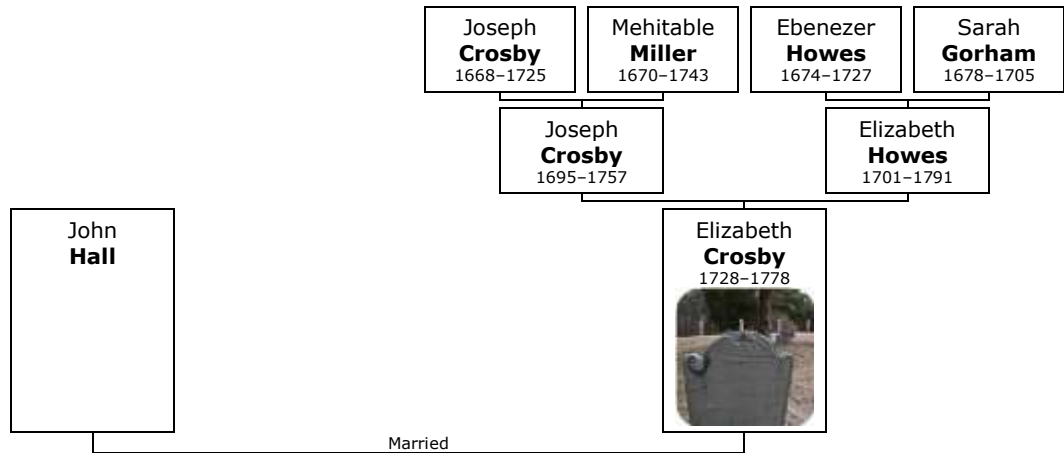 Joseph
Crosby
1668–1725
Mehitable
Miller
1670–1743
Ebenezer
Howes
1674–1727
Sarah
Gorham
1678–1705
Joseph
Crosby
1695–1757
Elizabeth
Howes
1701–1791
John
Hall
Elizabeth
Crosby
1728–1778
Married